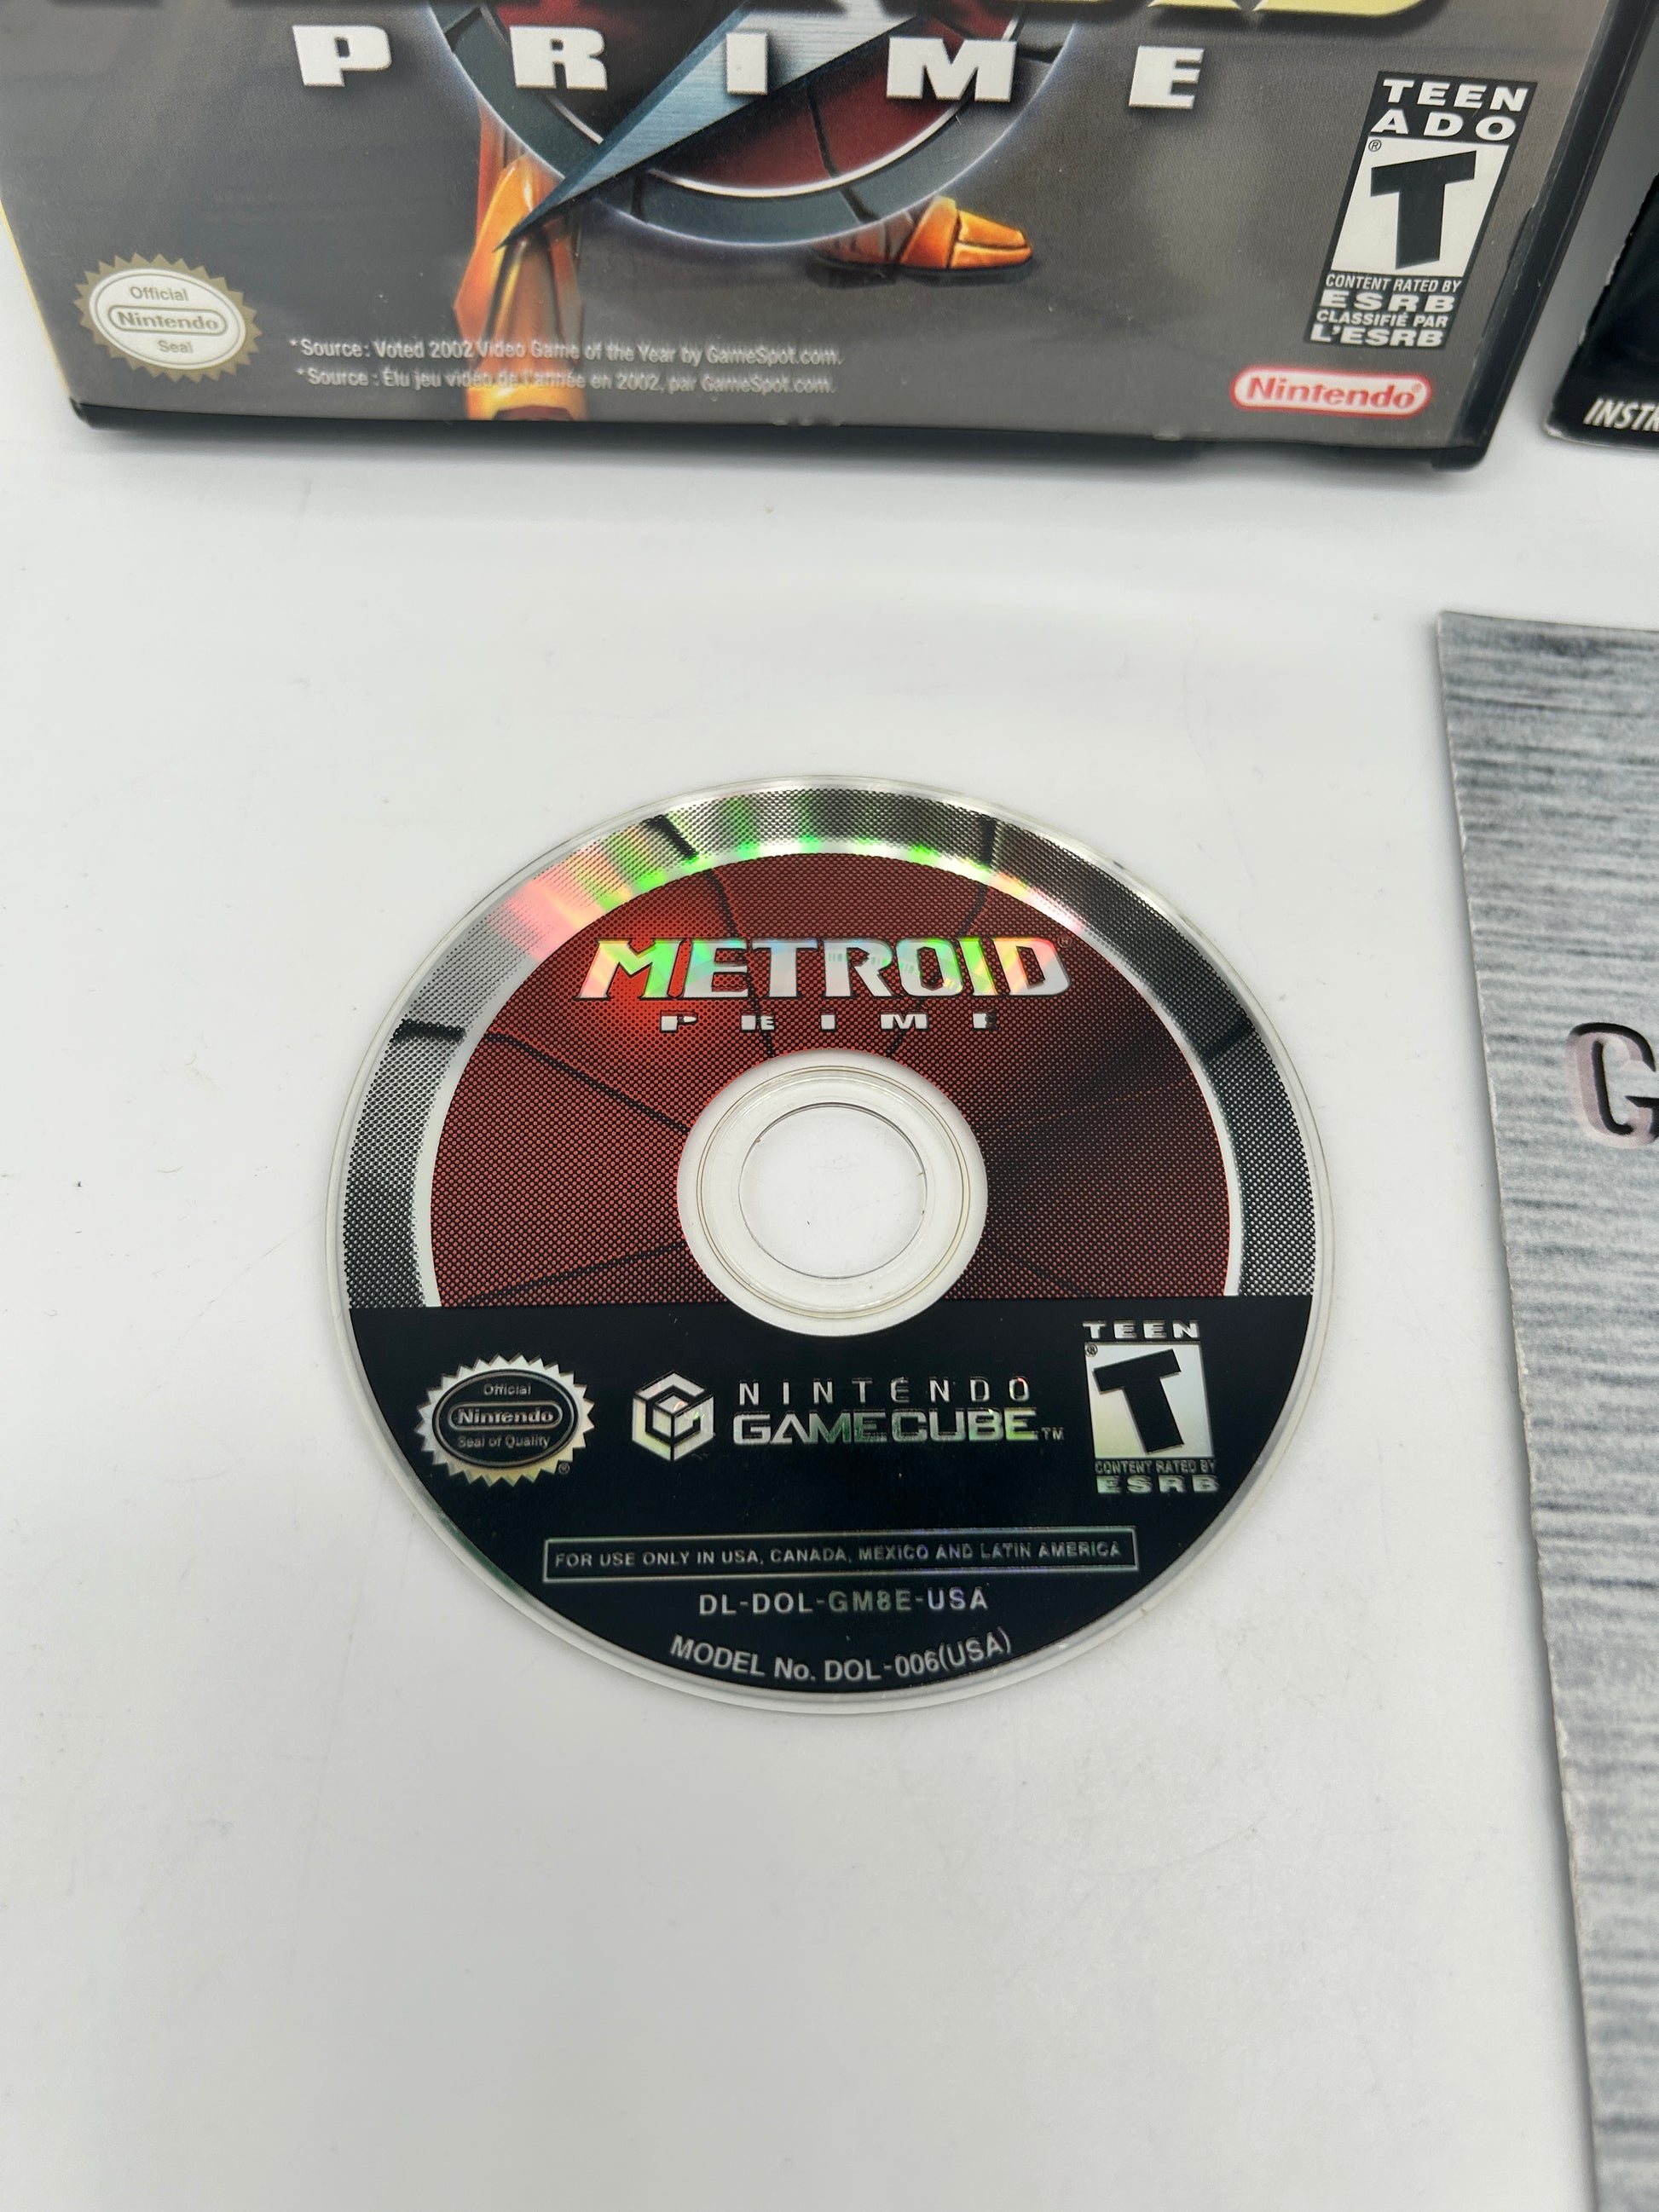 PRIME
TEEN
ADO
®
T
CONTENT RATED BY
ESRB
CLASSIFIÉ PAR
L'ESRB
Official
Nintendo
Seal
*Source: Voted 2002 Video Game of the Year by GameSpot.com.
*Source : Élu jeu vidéo de l'année en 2002, par GameSpot.com.
Nintendo®
METROID
PRIME
TEEN
®
T
CONTENT RATED BY
ESRB
Official
Nintendo
Seal of Quality
®
NINTENDO
GAMECUBE™
FOR USE ONLY IN USA, CANADA, MEXICO AND LATIN AMERICA
DL-DOL-GM8E-USA
MODEL No. DOL-006(USA)